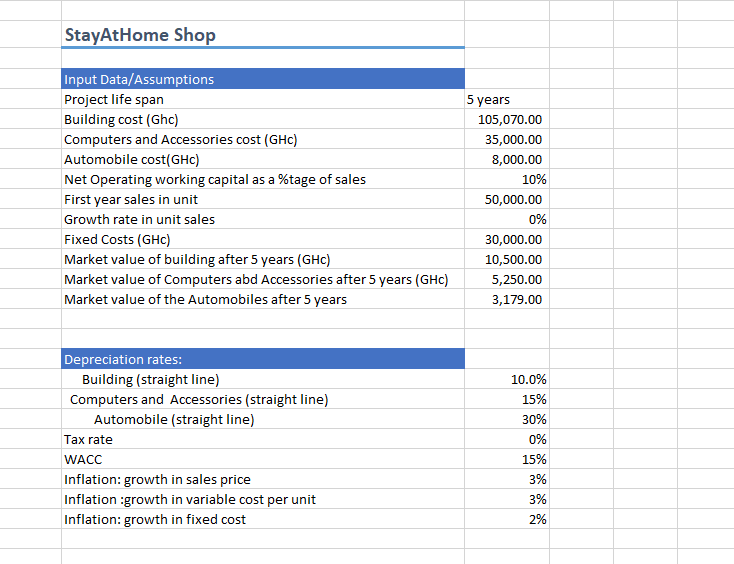 StayAtHome Shop
Input Data/Assumptions
Project life span 5 years
Building cost (Ghc) 105,070.00
Computers and Accessories cost (GHc) 35,000.00
Automobile cost(GHc) 8,000.00
Net Operating working capital as a %tage of sales 10%
First year sales in unit 50,000.00
Growth rate in unit sales 0%
Fixed Costs (GHc) 30,000.00
Market value of building after 5 years (GHc) 10,500.00
Market value of Computers abd Accessories after 5 years (GHc) 5,250.00
Market value of the Automobiles after 5 years 3,179.00
Depreciation rates:
Building (straight line) 10.0%
Computers and Accessories (straight line) 15%
Automobile (straight line) 30%
Tax rate 0%
WACC 15%
Inflation: growth in sales price 3%
Inflation :growth in variable cost per unit 3%
Inflation: growth in fixed cost 2%